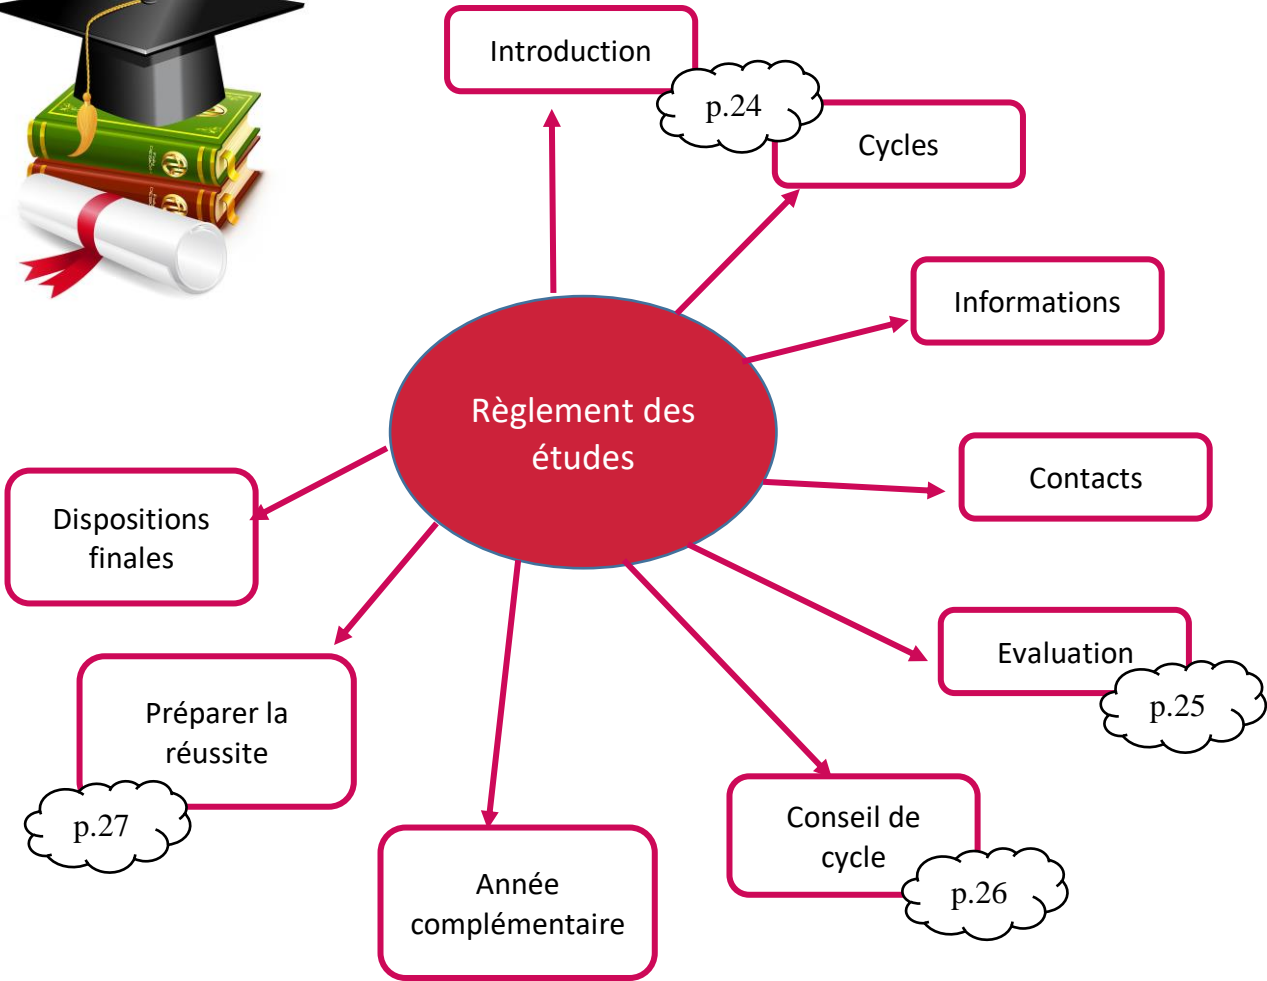 Introduction
p.24
Cycles
Informations
Règlement des
études
Contacts
Dispositions
finales
Evaluation
p.25
Préparer la
réussite
p.27
Conseil de
cycle
p.26
Année
complémentaire